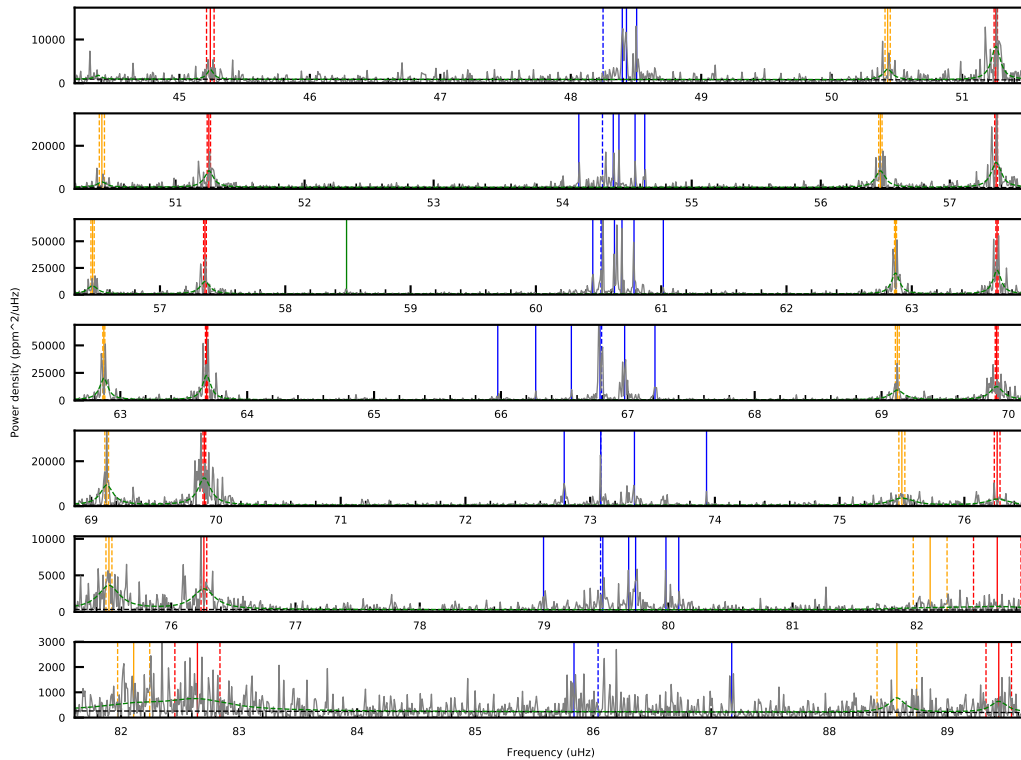 10000
0
45 46 47 48 49 50 51
20000
0
51 52 53 54 55 56 57
50000
25000
0
57 58 59 60 61 62 63
50000
25000
0
63 64 65 66 67 68 69 70
Power density (ppm^2/uHz)
20000
0
69 70 71 72 73 74 75 76
10000
5000
0
76 77 78 79 80 81 82
3000
2000
1000
0
82 83 84 85 86 87 88 89
Frequency (uHz)